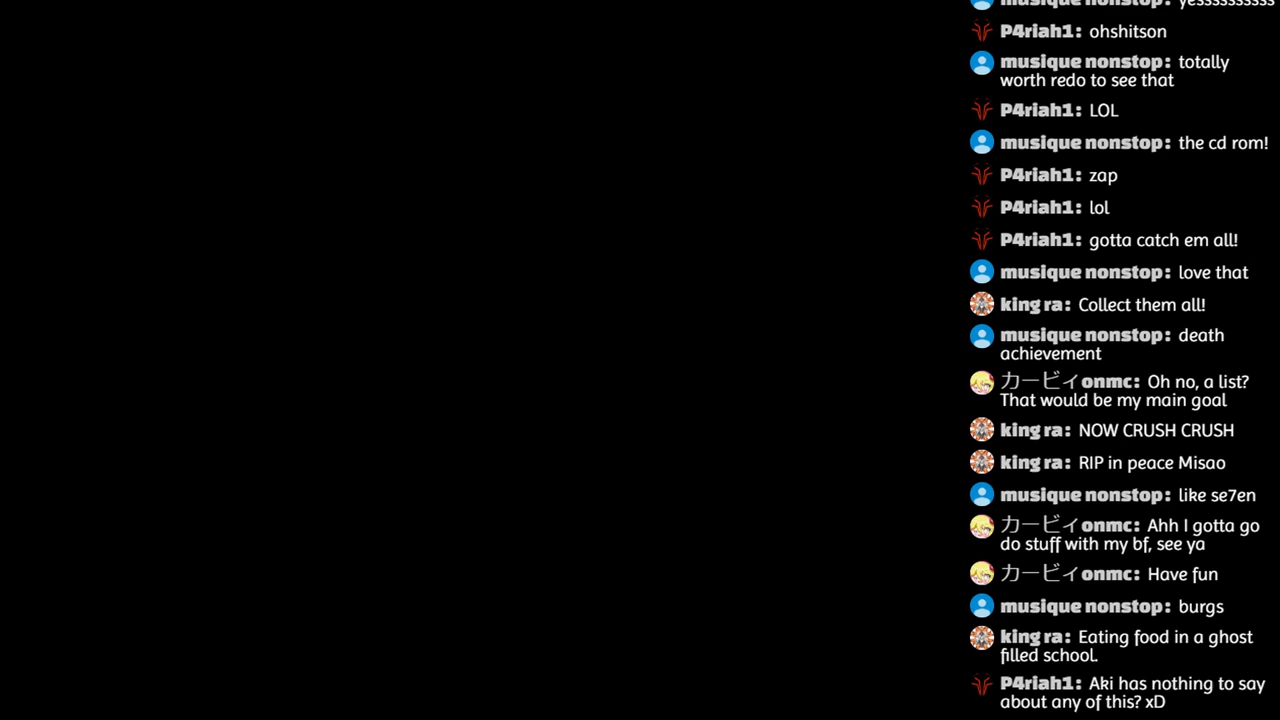 musique nonstop: yessssssssss
P4riah1: ohshitson
musique nonstop: totally
worth redo to see that
P4riah1: LOL
musique nonstop: the cd rom!
P4riah1: zap
P4riah1: lol
P4riah1: gotta catch em all!
musique nonstop: love that
king ra: Collect them all!
musique nonstop: death
achievement
カービィonmc: Oh no, a list?
That would be my main goal
king ra: NOW CRUSH CRUSH
king ra: RIP in peace Misao
musique nonstop: like se7en
カービィonmc: Ahh I gotta go
do stuff with my bf, see ya
カービィonmc: Have fun
musique nonstop: burgs
king ra: Eating food in a ghost
filled school.
P4riah1: Aki has nothing to say
about any of this? xD